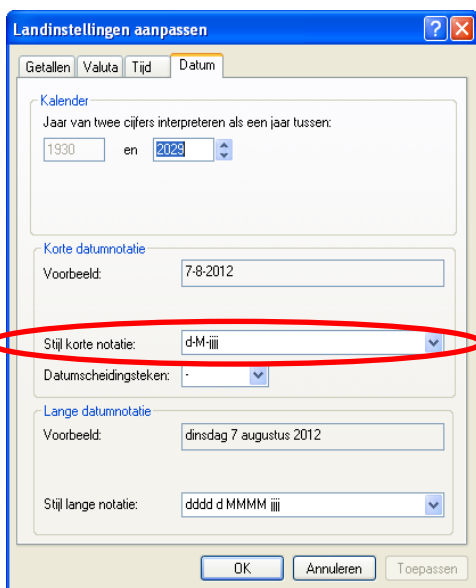 Landinstellingen aanpassen
Getallen Valuta Tijd Datum
Kalender
Jaar van twee cijfers interpreteren als een jaar tussen:
1930 en 2029
Korte datumnotatie
Voorbeeld: 7-8-2012
Stijl korte notatie: d-M-jjjj
Datumscheidingsteken: -
Lange datumnotatie
Voorbeeld: dinsdag 7 augustus 2012
Stijl lange notatie: dddd d MMMM jjjj
OK Annuleren Toepassen